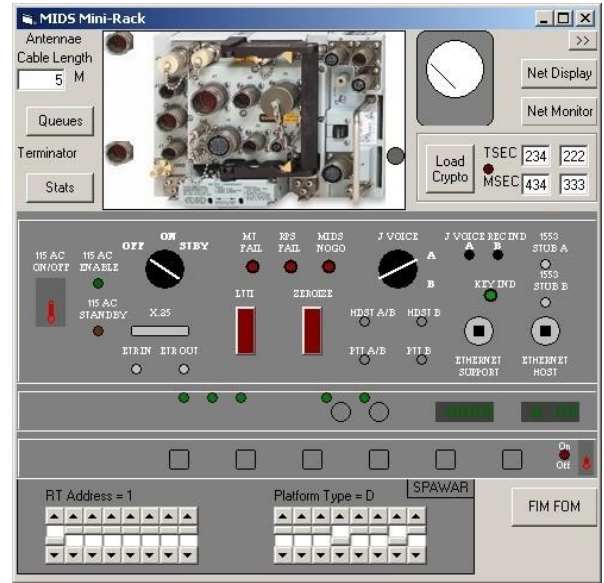 MIDS Mini-Rack
Antennae
Cable Length
5 M
Queues
Terminator
Stats
>>
Net Display
Net Monitor
Load
Crypto
TSEC 234 222
MSEC 434 333
115 AC
ON/OFF
115 AC
ENABLE
115 AC
STANDBY
OFF
ON
STBY
X.25
ETR IN
ETR OUT
MT
FAIL
RPS
FAIL
MIDS
NOGO
LTTI
ZEROIZE
J VOICE
A
B
J VOICE REC IND
A B
KEY IND
1553
STUB A
1553
STUB B
HDST A/B
HDST B
PTT A/B
PTT B
ETHERNET
SUPPORT
ETHERNET
HOST
On
Off
RT Address = 1
Platform Type = D
SPAWAR
FIM FOM